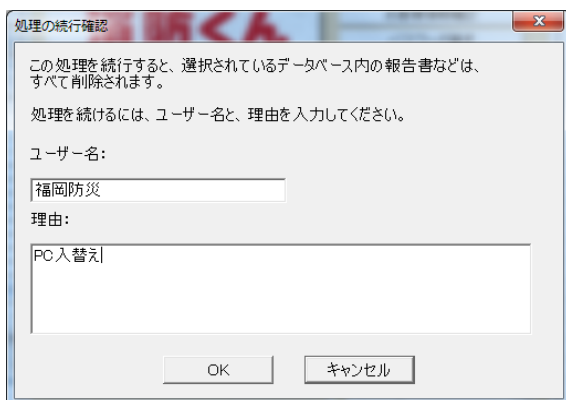 処理の続行確認
この処理を続行すると、選択されているデータベース内の報告書などは、
すべて削除されます。
処理を続けるには、ユーザー名と、理由を入力してください。
ユーザー名:
福岡防災
理由:
PC入替え
OK
キャンセル